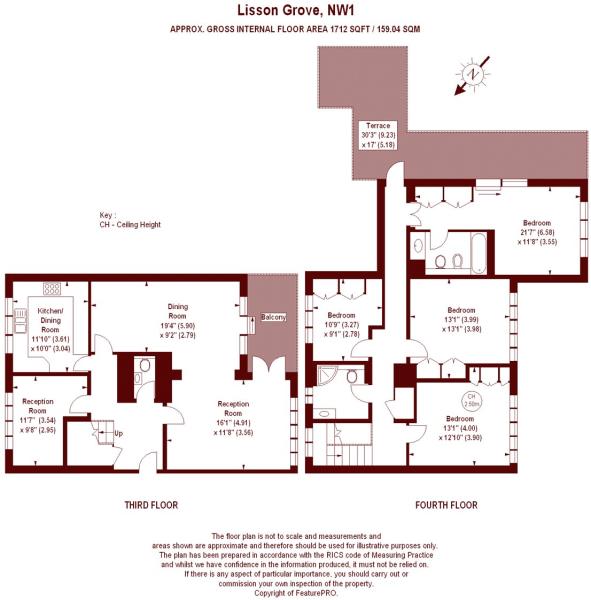 Lisson Grove, NW1
APPROX. GROSS INTERNAL FLOOR AREA 1712 SQFT / 159.04 SQM
N
Terrace
30'3" (9.23)
x 17' (5.18)
Key :
CH - Ceiling Height
Bedroom
21'7" (6.58)
x 11'8" (3.55)
Kitchen/
Dining
Room
11'10" (3.61)
x 10'0" (3.04)
Dining
Room
19'4" (5.90)
x 9'2" (2.79)
Balcony
Bedroom
10'9" (3.27)
x 9'1" (2.78)
Bedroom
13'1" (3.99)
x 13'1" (3.98)
Reception
Room
11'7" (3.54)
x 9'8" (2.95)
Up
Reception
Room
16'1" (4.91)
x 11'8" (3.56)
CH
2.50m
Bedroom
13'1" (4.00)
x 12'10" (3.90)
THIRD FLOOR
FOURTH FLOOR
The floor plan is not to scale and measurements and
areas shown are approximate and therefore should be used for illustrative purposes only.
The plan has been prepared in accordance with the RICS code of Measuring Practice
and whilst we have confidence in the information produced, it must not be relied on.
If there is any aspect of particular importance, you should carry out or
commission your own inspection of the property.
Copyright of FeaturePRO.